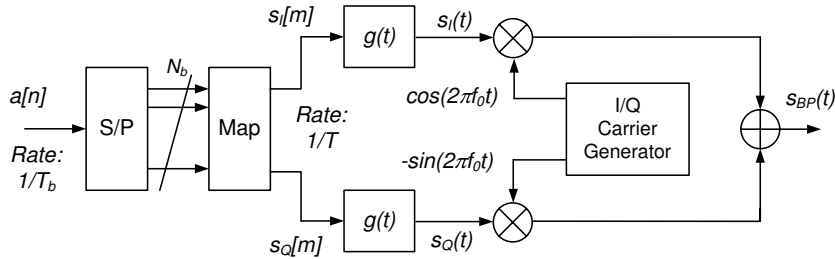 s_I[m]
g(t)
s_I(t)
N_b
a[n]
cos(2πf_0t)
I/Q
Carrier
Generator
s_BP(t)
S/P
Map
Rate:
1/T
Rate:
1/T_b
-sin(2πf_0t)
g(t)
s_Q[m]
s_Q(t)